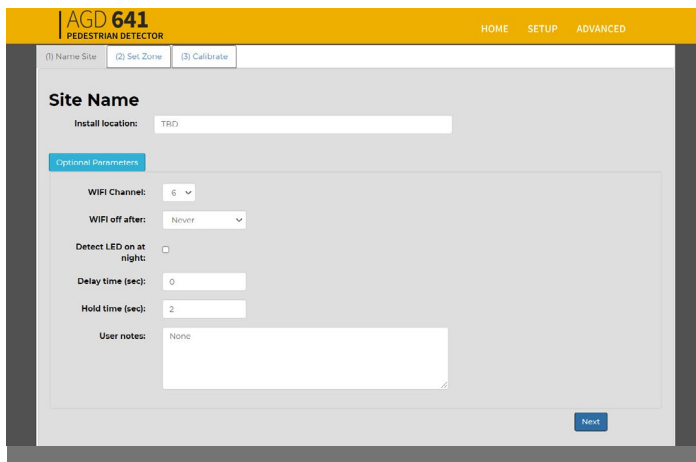 AGD 641
PEDESTRIAN DETECTOR
HOME SETUP ADVANCED
(1) Name Site (2) Set Zone (3) Calibrate
Site Name
Install location: TBD
Optional Parameters
WIFI Channel: 6
WIFI off after: Never
Detect LED on at
night:
Delay time (sec): 0
Hold time (sec): 2
User notes: None
Next